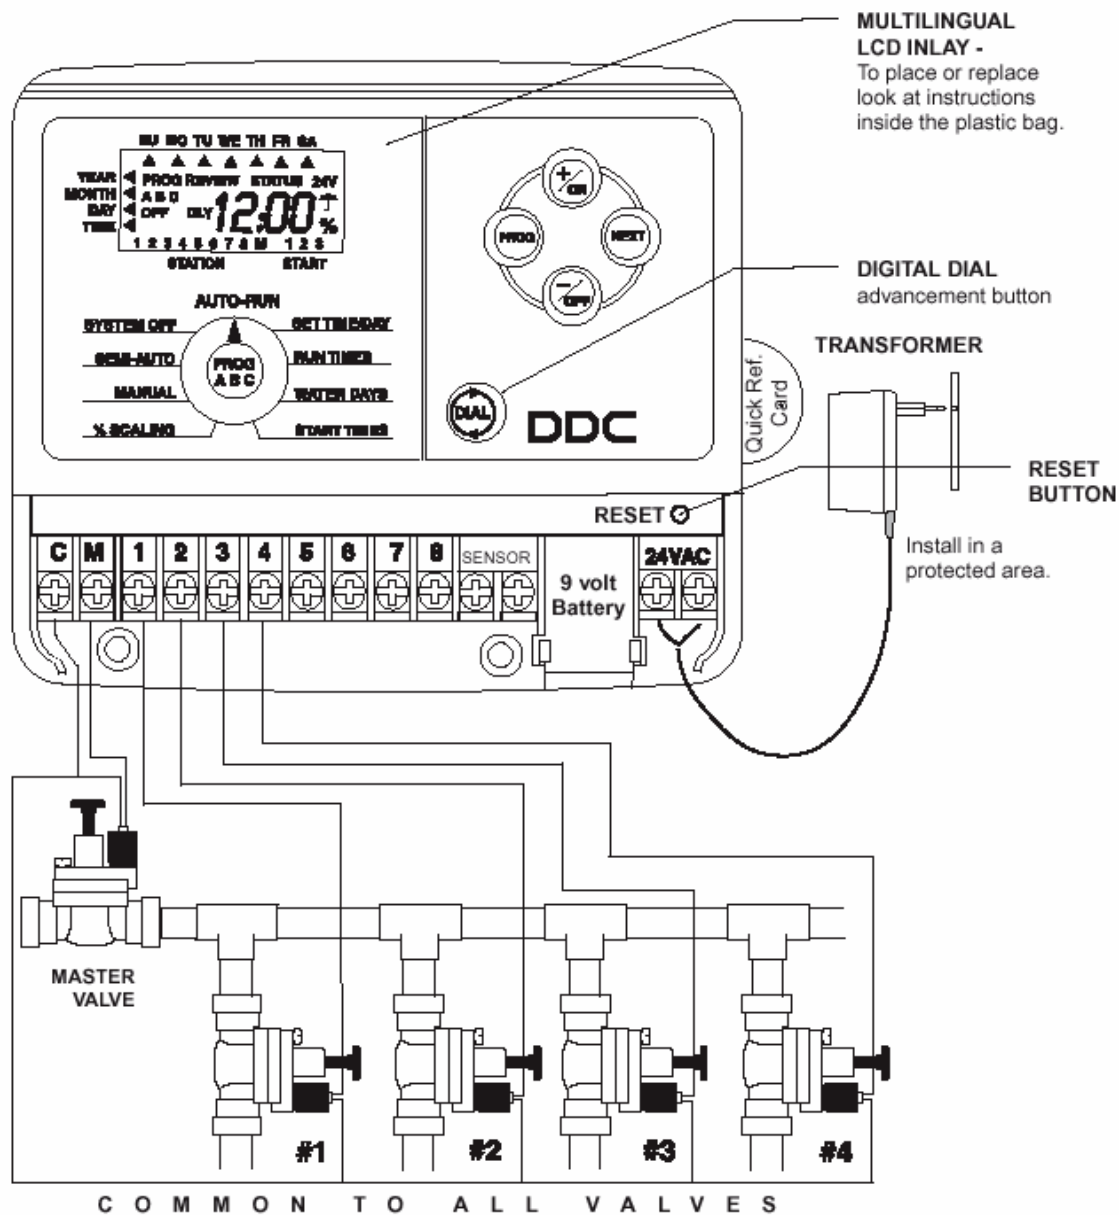 MULTILINGUAL
LCD INLAY -
To place or replace
look at instructions
inside the plastic bag.
SU MO TU WE TH FR SA
YEAR
MONTH
DAY
TIME
PROG REVIEW STATUS 24V
A B C
OFF DLY 12:00 %
1 2 3 4 5 6 7 8 M 1 2 3
STATION START
AUTO-RUN
SYSTEM OFF
SEMI-AUTO
MANUAL
% SCALING
SET TIME/DAY
RUN TIMES
WATER DAYS
START TIMES
PROG
A B C
+/ON
PROG
NEXT
-/OFF
DIAL
DDC
DIGITAL DIAL
advancement button
TRANSFORMER
Quick Ref.
Card
RESET
BUTTON
RESET
Install in a
protected area.
C M 1 2 3 4 5 6 7 8 SENSOR
9 volt
Battery
24VAC
MASTER
VALVE
#1 #2 #3 #4
C O M M O N T O A L L V A L V E S